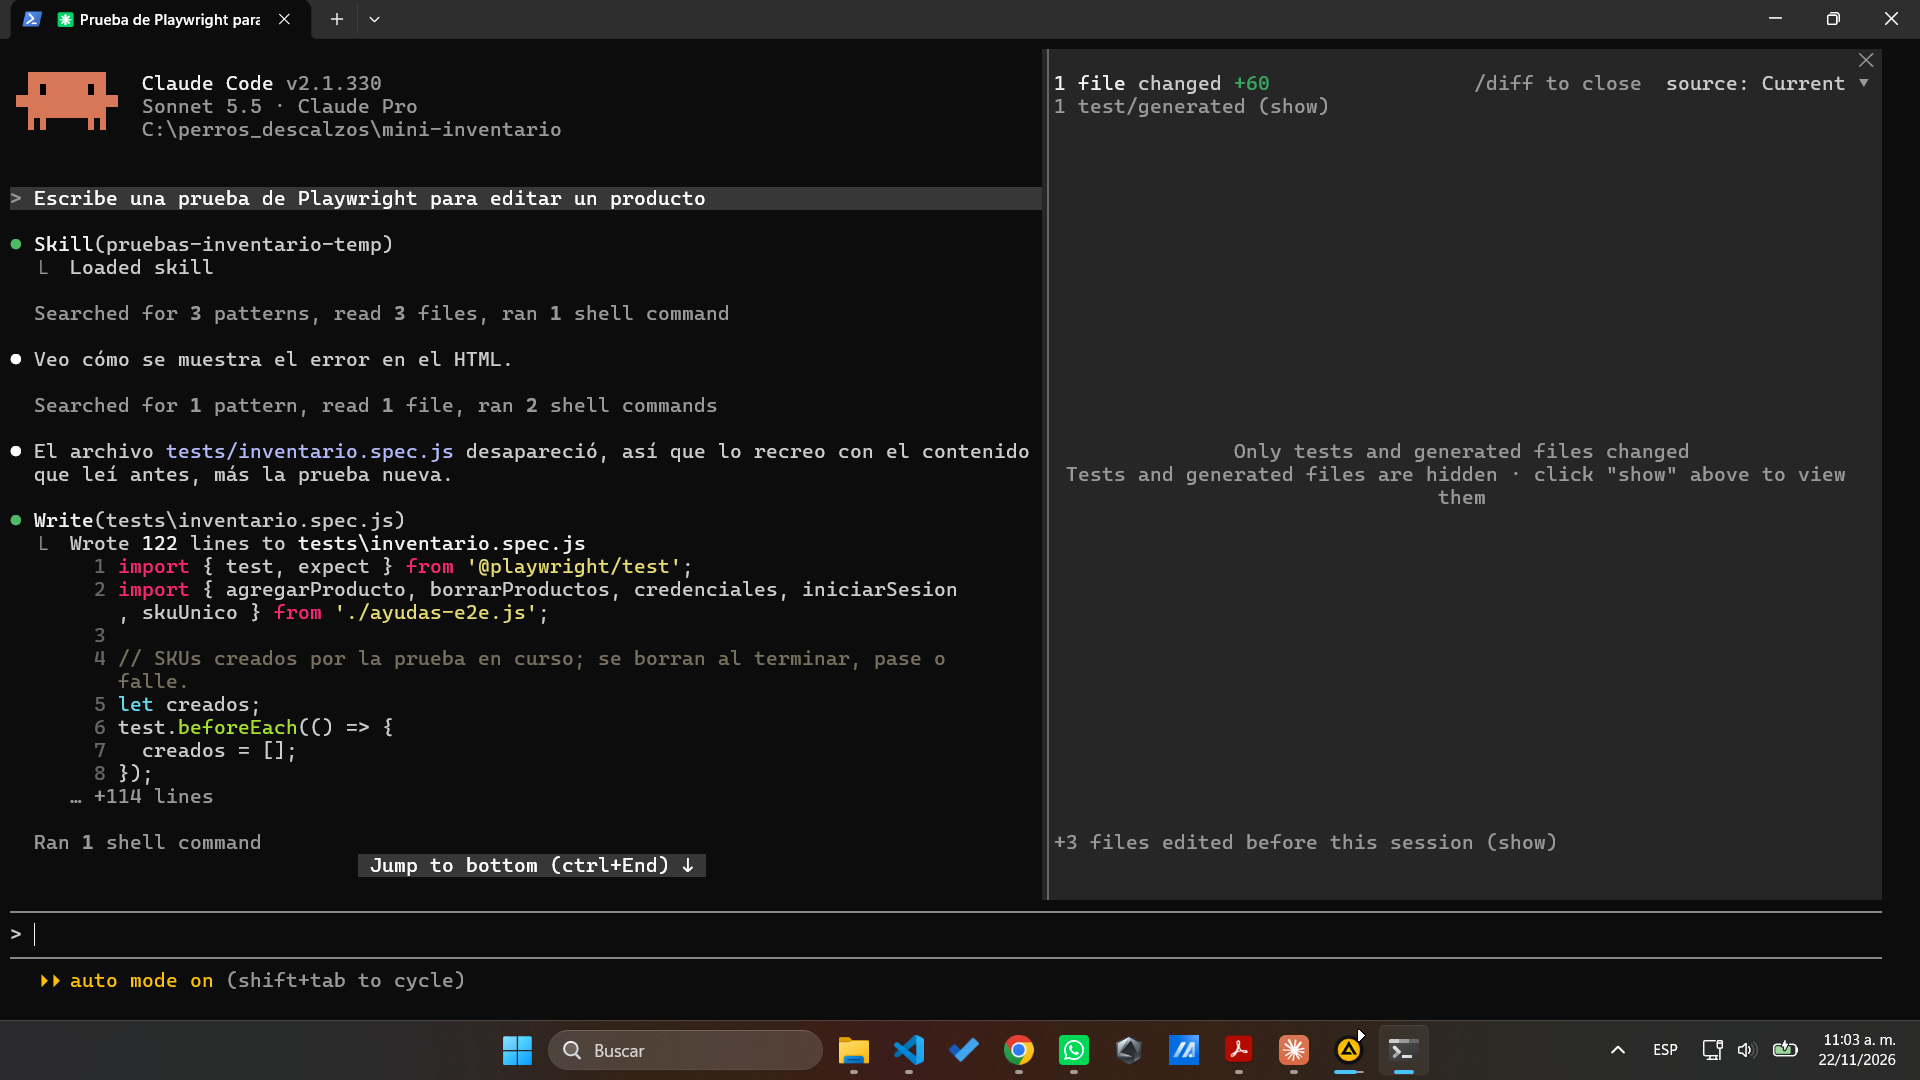 Prueba de Playwright para
Claude Code v2.1.330
Sonnet 5.5 · Claude Pro
C:\perros_descalzos\mini-inventario
> Escribe una prueba de Playwright para editar un producto
● Skill(pruebas-inventario-temp)
└ Loaded skill
Searched for 3 patterns, read 3 files, ran 1 shell command
● Veo cómo se muestra el error en el HTML.
Searched for 1 pattern, read 1 file, ran 2 shell commands
● El archivo tests/inventario.spec.js desapareció, así que lo recreo con el contenido
que leí antes, más la prueba nueva.
● Write(tests\inventario.spec.js)
└ Wrote 122 lines to tests\inventario.spec.js
1 import { test, expect } from '@playwright/test';
2 import { agregarProducto, borrarProductos, credenciales, iniciarSesion
, skuUnico } from './ayudas-e2e.js';
3
4 // SKUs creados por la prueba en curso; se borran al terminar, pase o
falle.
5 let creados;
6 test.beforeEach(() => {
7   creados = [];
8 });
… +114 lines
Ran 1 shell command
Jump to bottom (ctrl+End) ↓
1 file changed +60
/diff to close source: Current ▼
1 test/generated (show)
Only tests and generated files changed
Tests and generated files are hidden · click "show" above to view
them
+3 files edited before this session (show)
>
⏵⏵ auto mode on (shift+tab to cycle)
Buscar
ESP
11:03 a. m.
22/11/2026